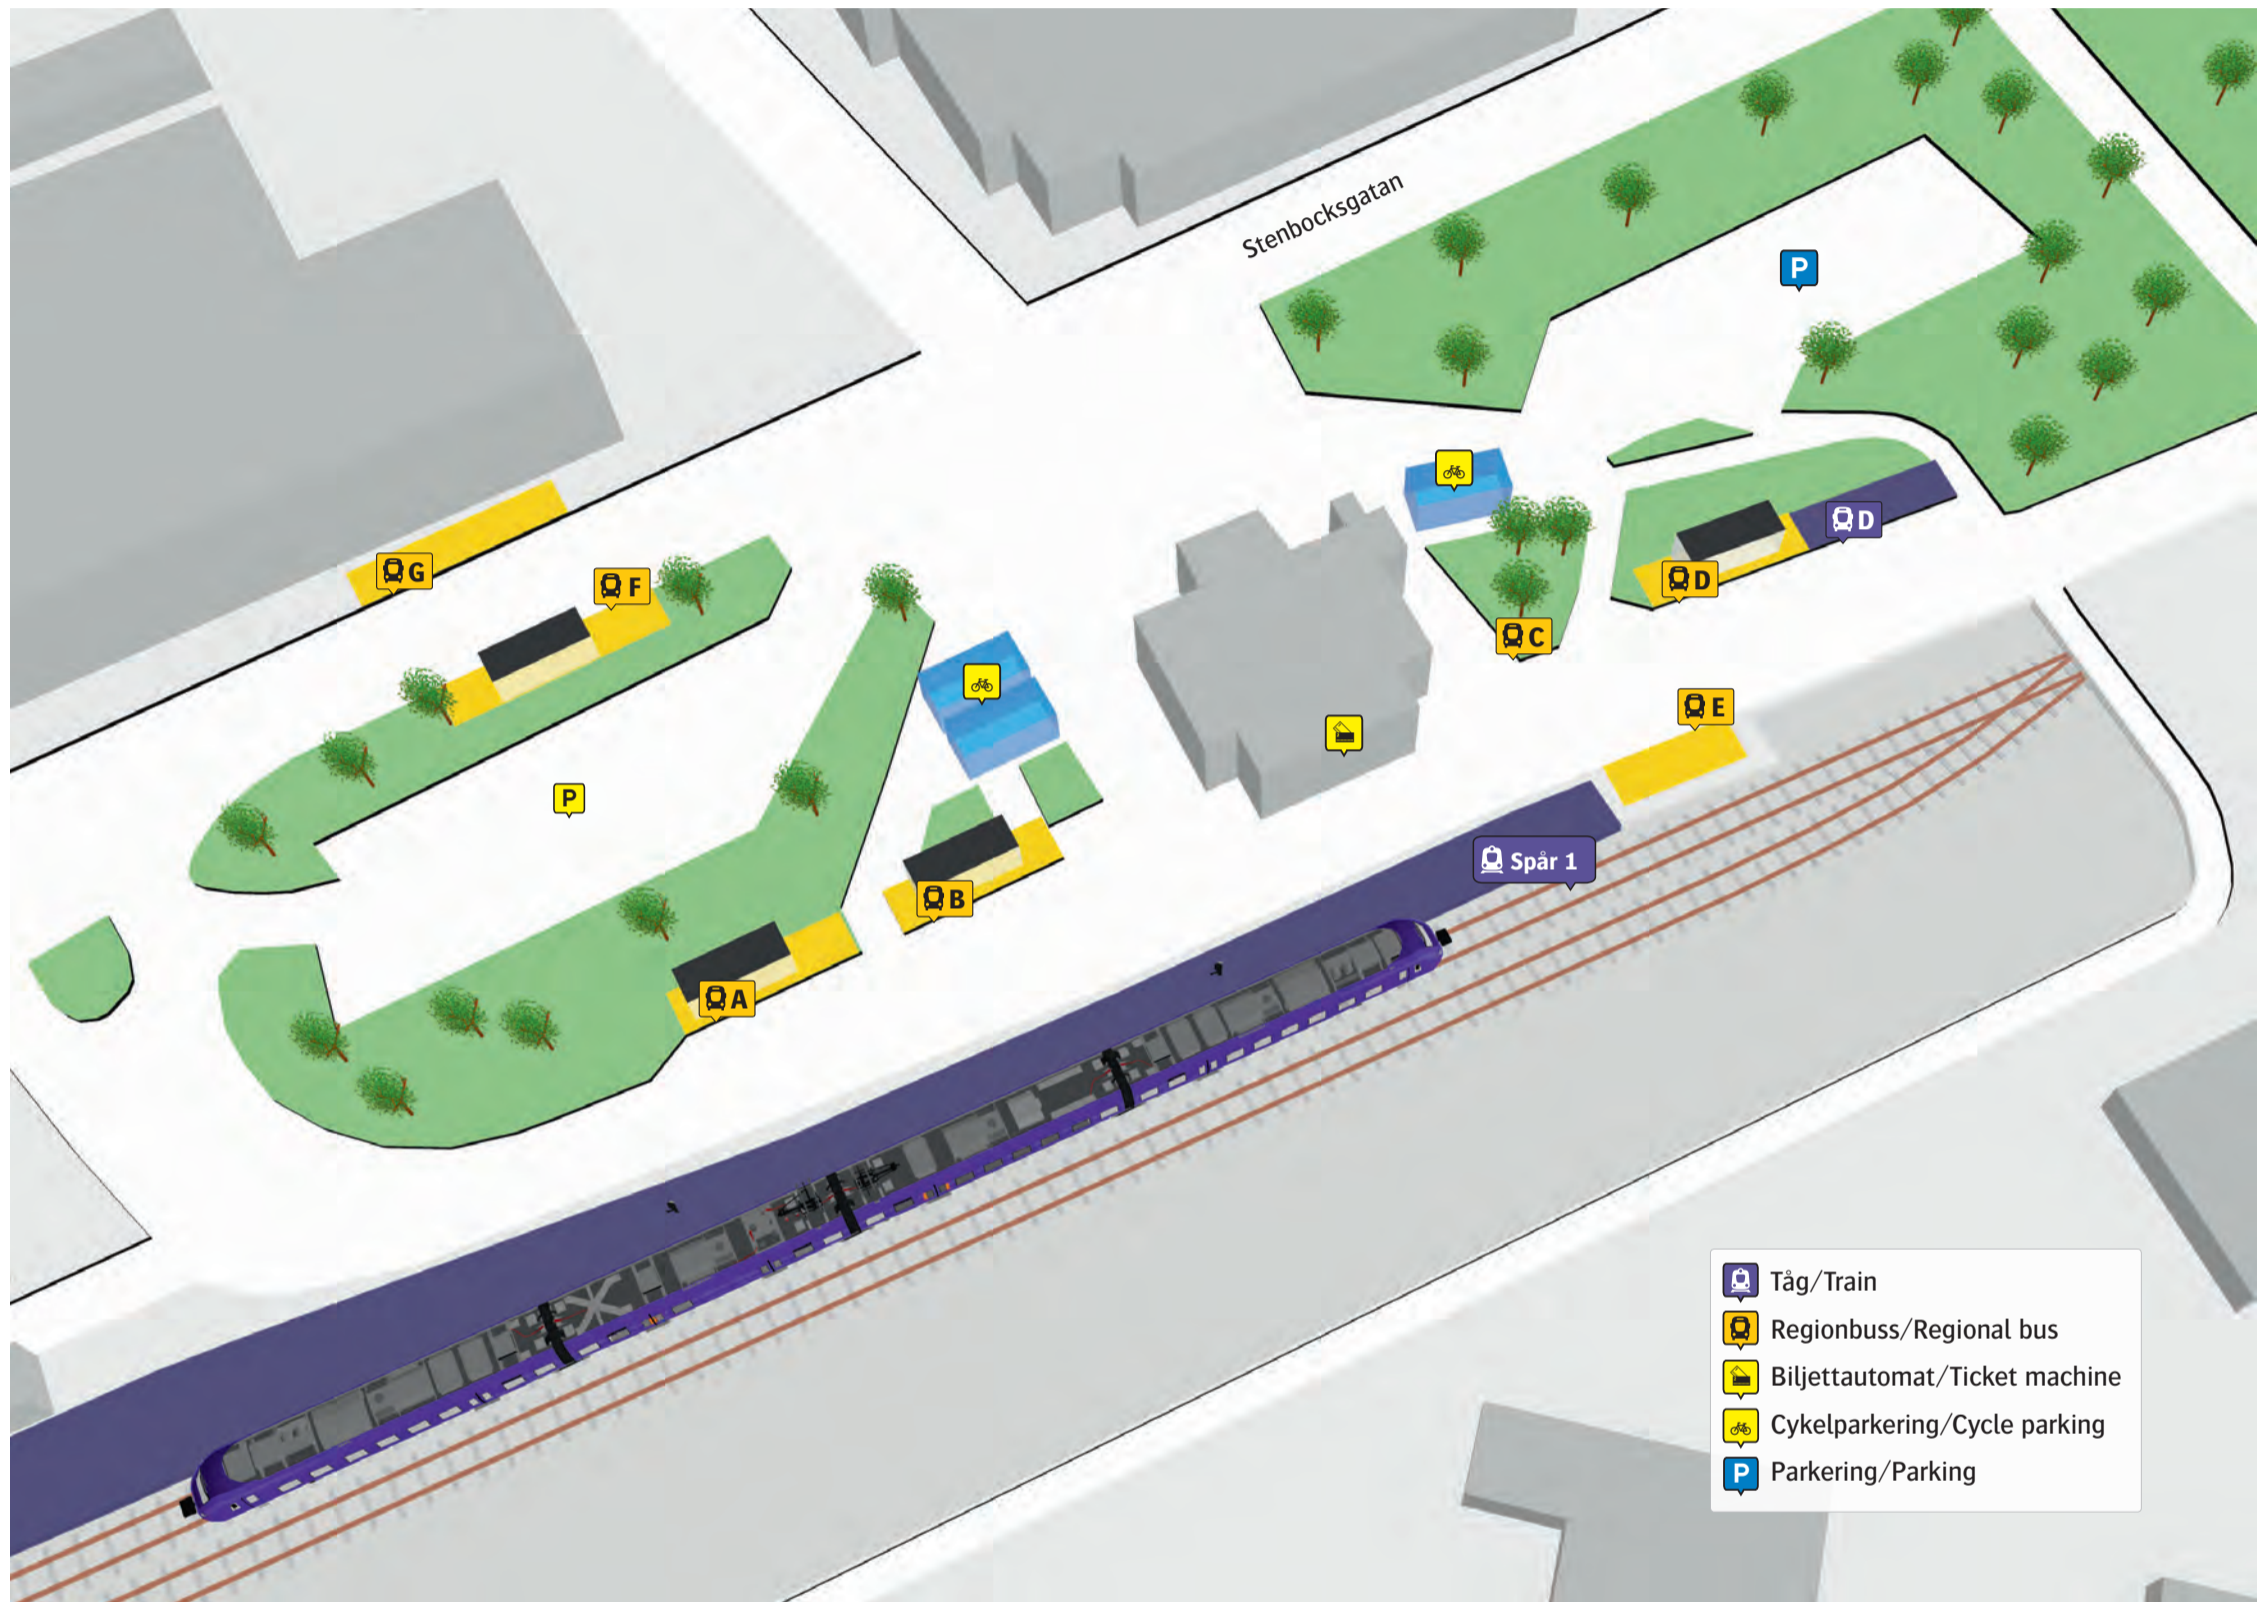 Stenbocksgatan
P
D
G
F
D
C
E
P
Spår 1
B
A
Tåg/Train
Regionbuss/Regional bus
Biljettautomat/Ticket machine
Cykelparkering/Cycle parking
P Parkering/Parking